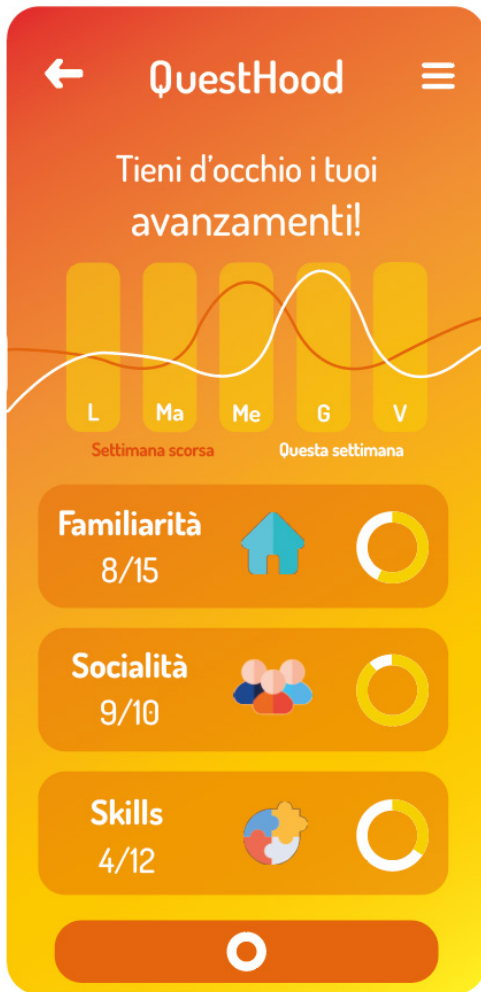 QuestHood
Tieni d'occhio i tuoi
avanzamenti!
L Ma Me G V
Settimana scorsa Questa settimana
Familiarità
8/15
Socialità
9/10
Skills
4/12